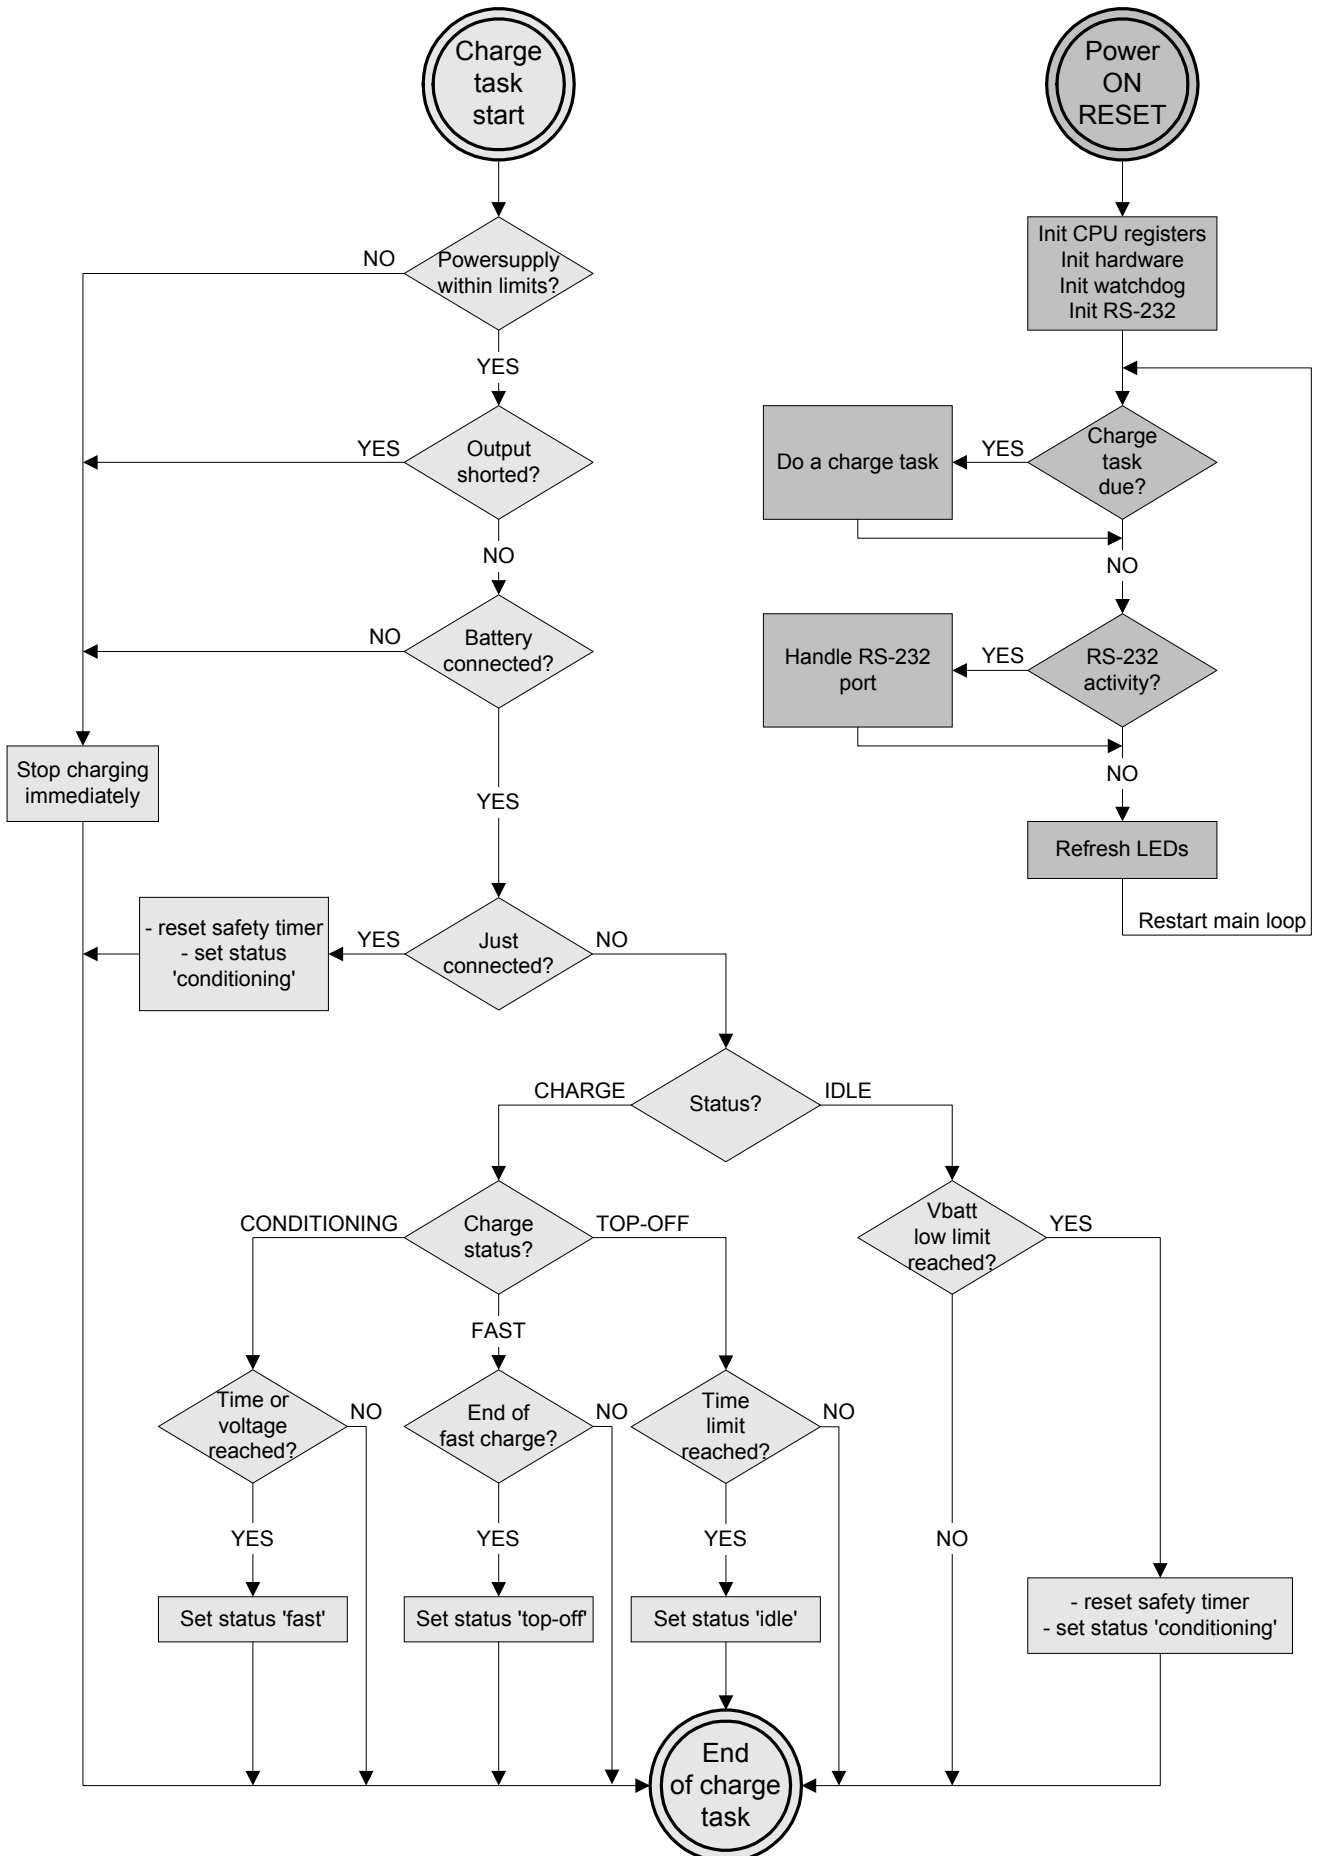 Charge
task
start
NO
Powersupply
within limits?
YES
YES
Output
shorted?
NO
NO
Battery
connected?
Stop charging
immediately
YES
- reset safety timer
- set status
'conditioning'
YES
Just
connected?
NO
CHARGE
Status?
IDLE
CONDITIONING
Charge
status?
TOP-OFF
Vbatt
low limit
reached?
YES
FAST
Time or
voltage
reached?
NO
End of
fast charge?
NO
Time
limit
reached?
NO
YES
YES
YES
NO
Set status 'fast'
Set status 'top-off'
Set status 'idle'
- reset safety timer
- set status 'conditioning'
End
of charge
task
Power
ON
RESET
Init CPU registers
Init hardware
Init watchdog
Init RS-232
Do a charge task
YES
Charge
task
due?
NO
Handle RS-232
port
YES
RS-232
activity?
NO
Refresh LEDs
Restart main loop